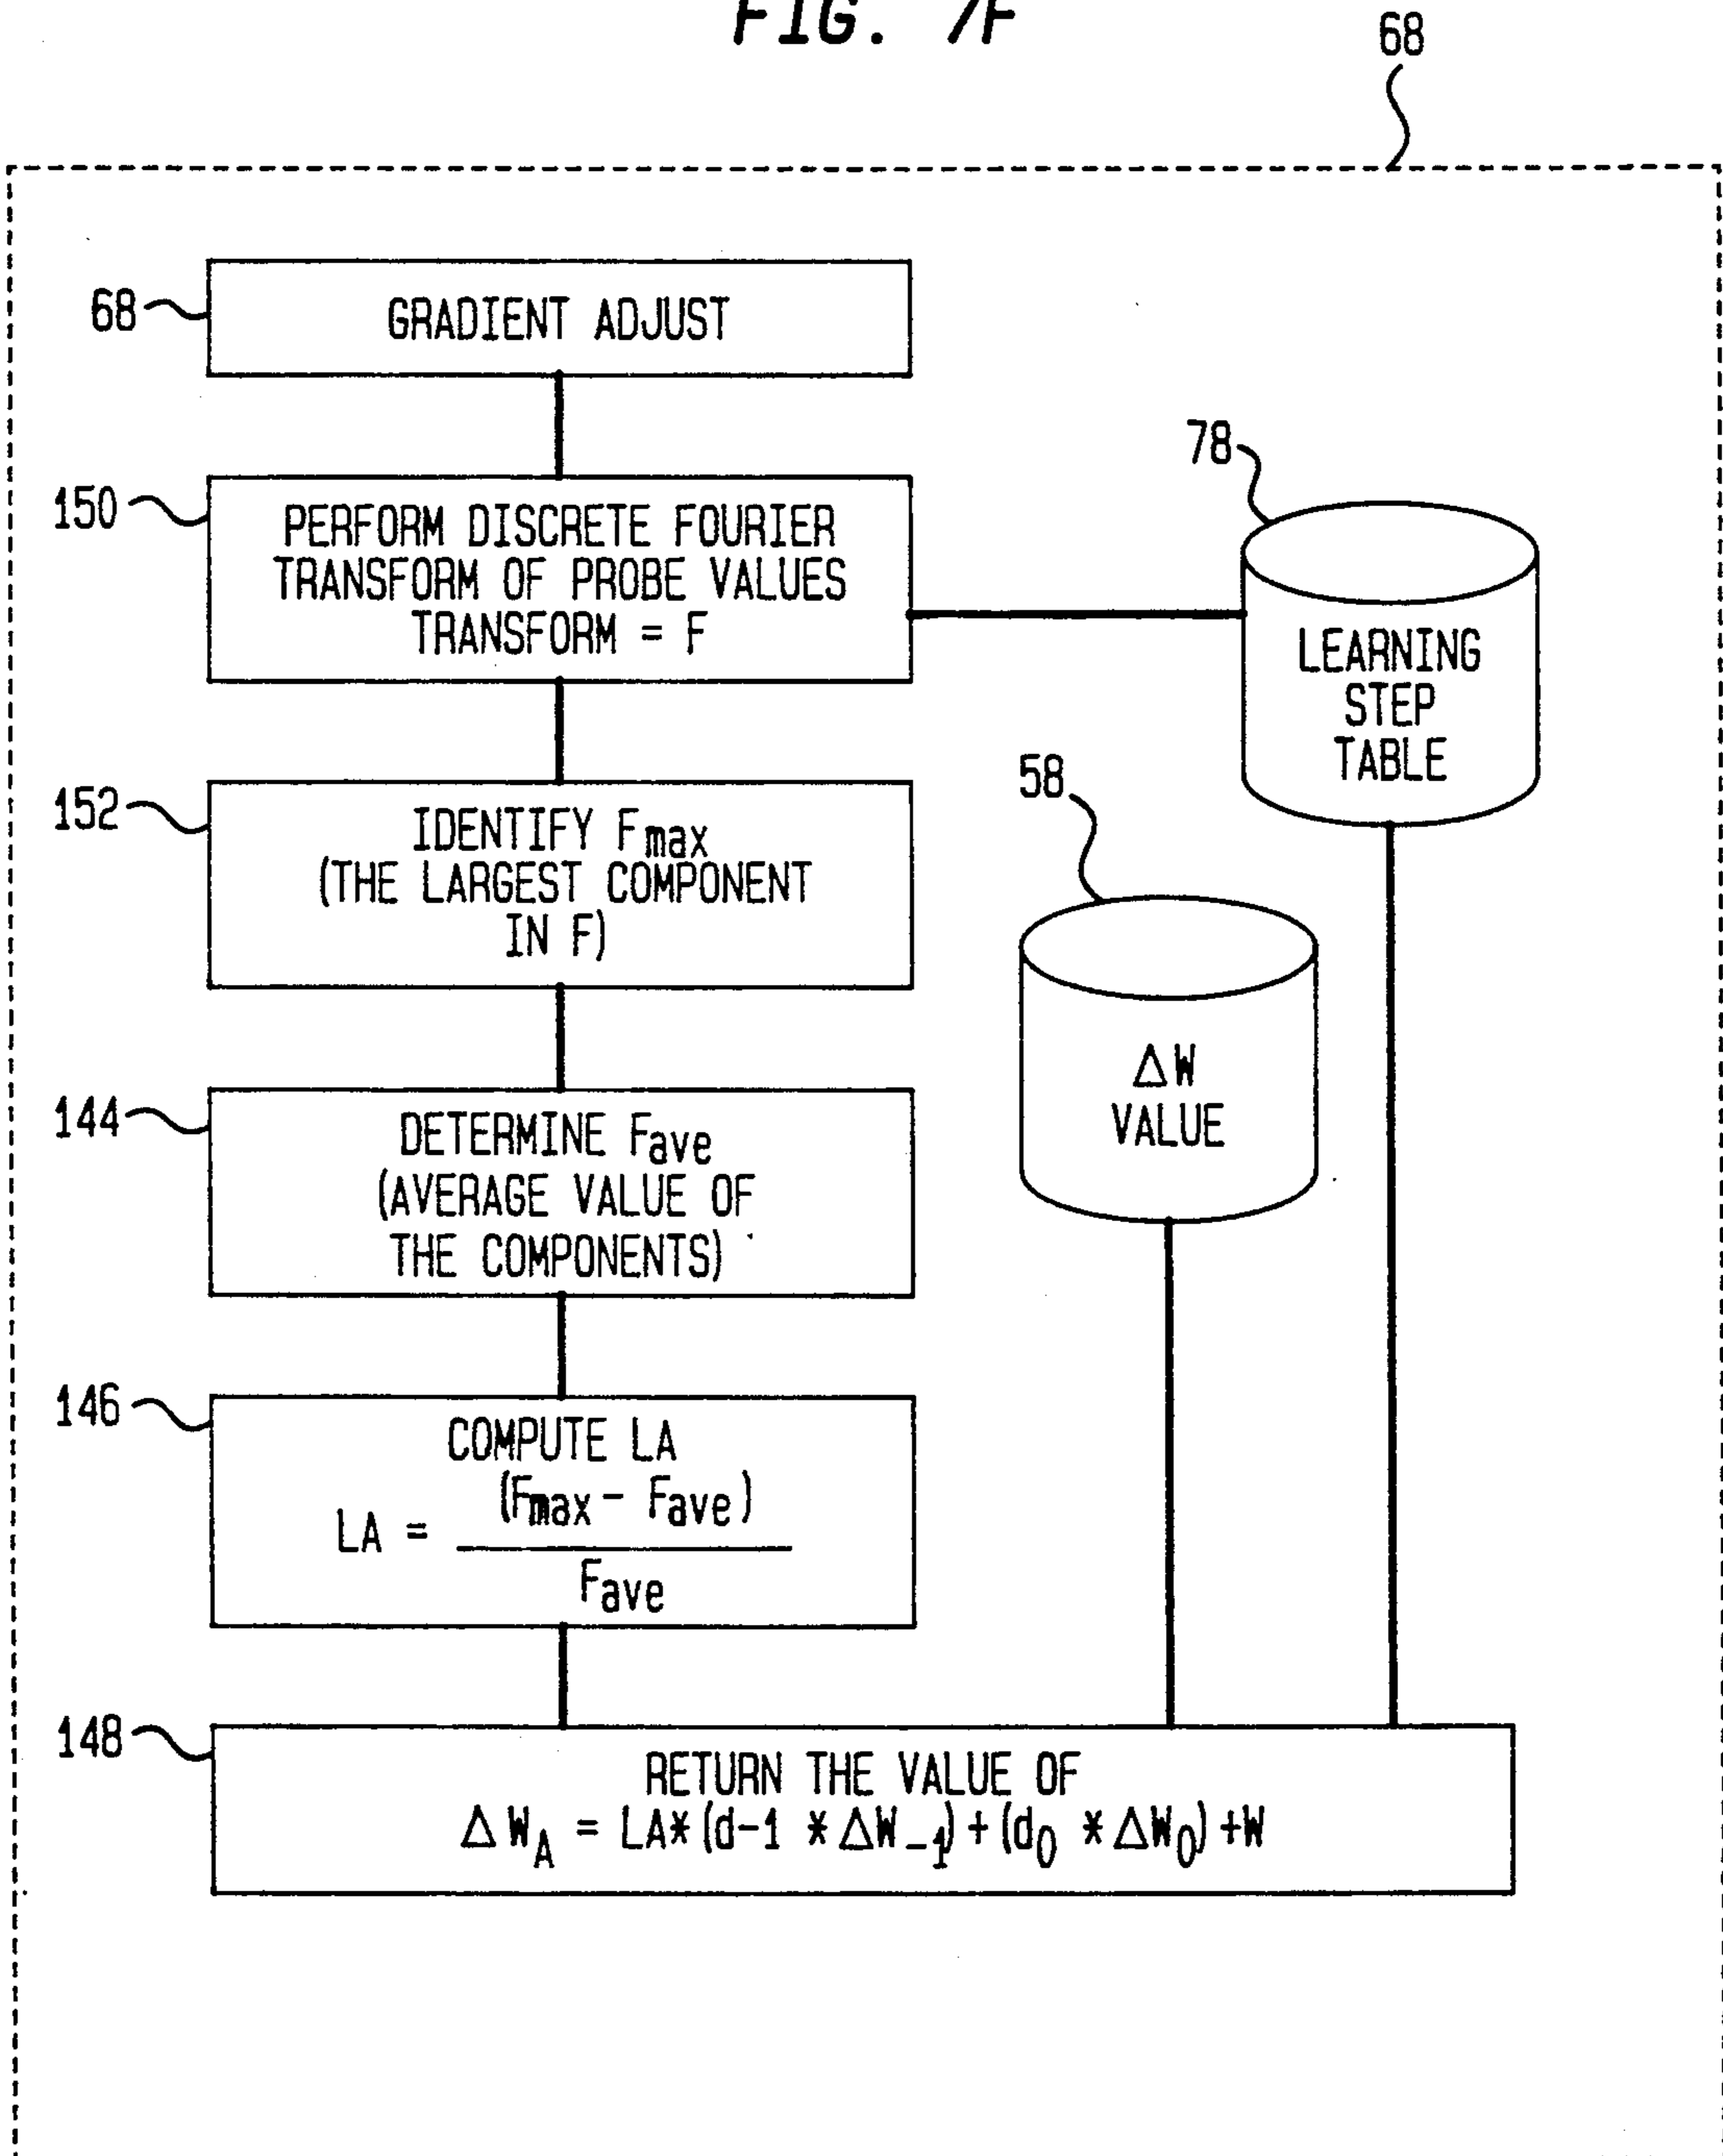 FIG. 7F
68
68
GRADIENT ADJUST
150
PERFORM DISCRETE FOURIER
TRANSFORM OF PROBE VALUES
TRANSFORM = F
78
LEARNING
STEP
TABLE
152
IDENTIFY Fmax
(THE LARGEST COMPONENT
IN F)
58
ΔW
VALUE
144
DETERMINE Fave
(AVERAGE VALUE OF
THE COMPONENTS)
146
COMPUTE LA
(Fmax - Fave)
LA =
Fave
148
RETURN THE VALUE OF
ΔWA = LA*(d-1 *ΔW-1)+(d0 *ΔW0)+W